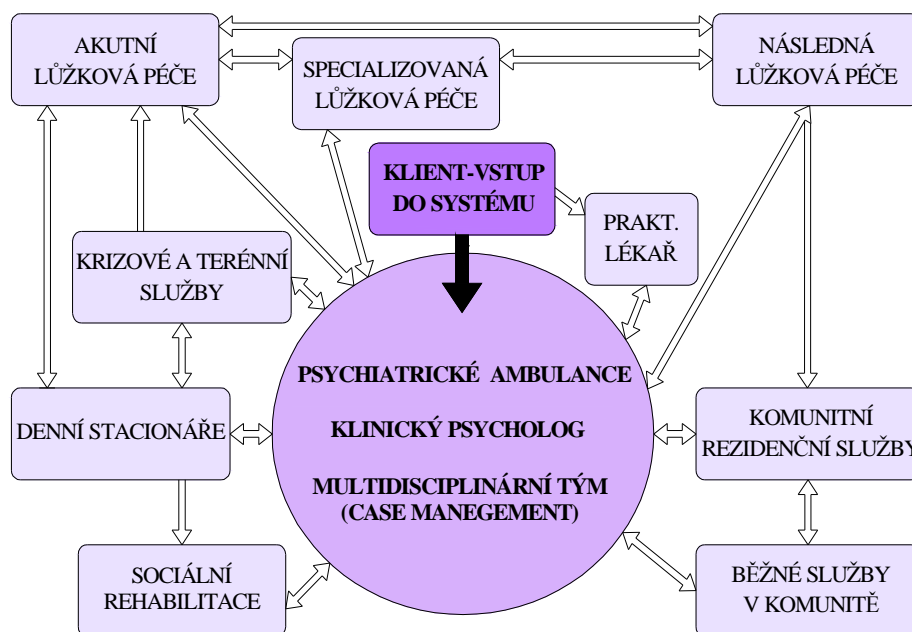 AKUTNÍ
LŮŽKOVÁ PÉČE
SPECIALIZOVANÁ
LŮŽKOVÁ PÉČE
NÁSLEDNÁ
LŮŽKOVÁ PÉČE
KLIENT-VSTUP
DO SYSTÉMU
PRAKT.
LÉKAŘ
KRIZOVÉ A TERÉNNÍ
SLUŽBY
PSYCHIATRICKÉ AMBULANCE
KLINICKÝ PSYCHOLOG
MULTIDISCIPLINÁRNÍ TÝM
(CASE MANEGEMENT)
DENNÍ STACIONÁŘE
KOMUNITNÍ
REZIDENČNÍ SLUŽBY
SOCIÁLNÍ
REHABILITACE
BĚŽNÉ SLUŽBY
V KOMUNITĚ